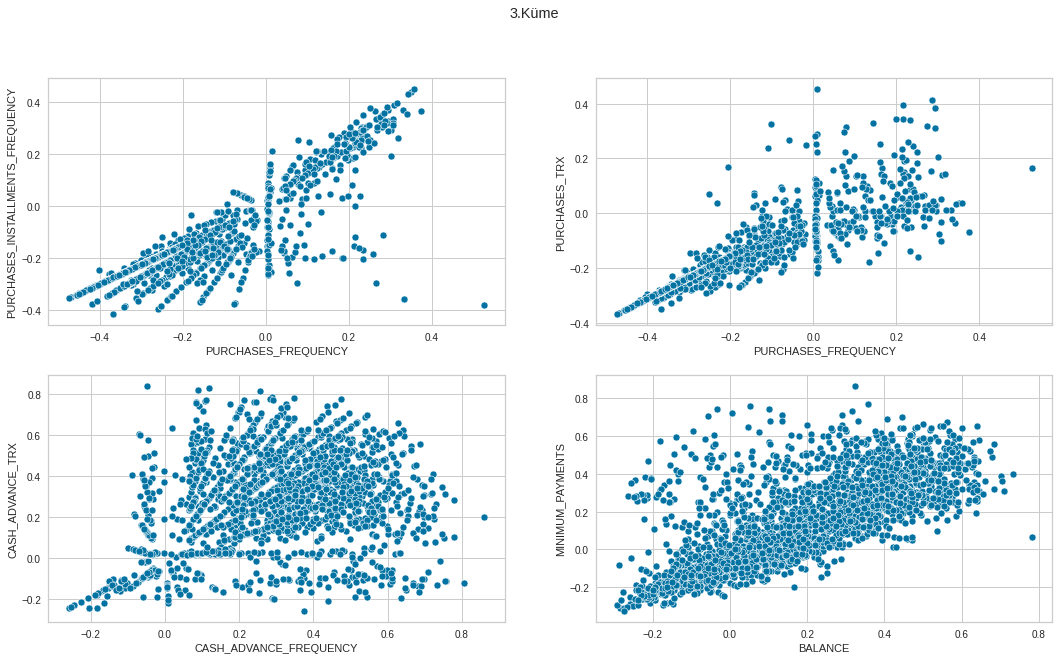 3.Küme
PURCHASES_INSTALLMENTS_FREQUENCY
0.4
0.2
0.0
−0.2
−0.4
−0.4 −0.2 0.0 0.2 0.4
PURCHASES_FREQUENCY
PURCHASES_TRX
0.4
0.2
0.0
−0.2
−0.4
−0.4 −0.2 0.0 0.2 0.4
PURCHASES_FREQUENCY
CASH_ADVANCE_TRX
0.8
0.6
0.4
0.2
0.0
−0.2
−0.2 0.0 0.2 0.4 0.6 0.8
CASH_ADVANCE_FREQUENCY
MINIMUM_PAYMENTS
0.8
0.6
0.4
0.2
0.0
−0.2
−0.2 0.0 0.2 0.4 0.6 0.8
BALANCE